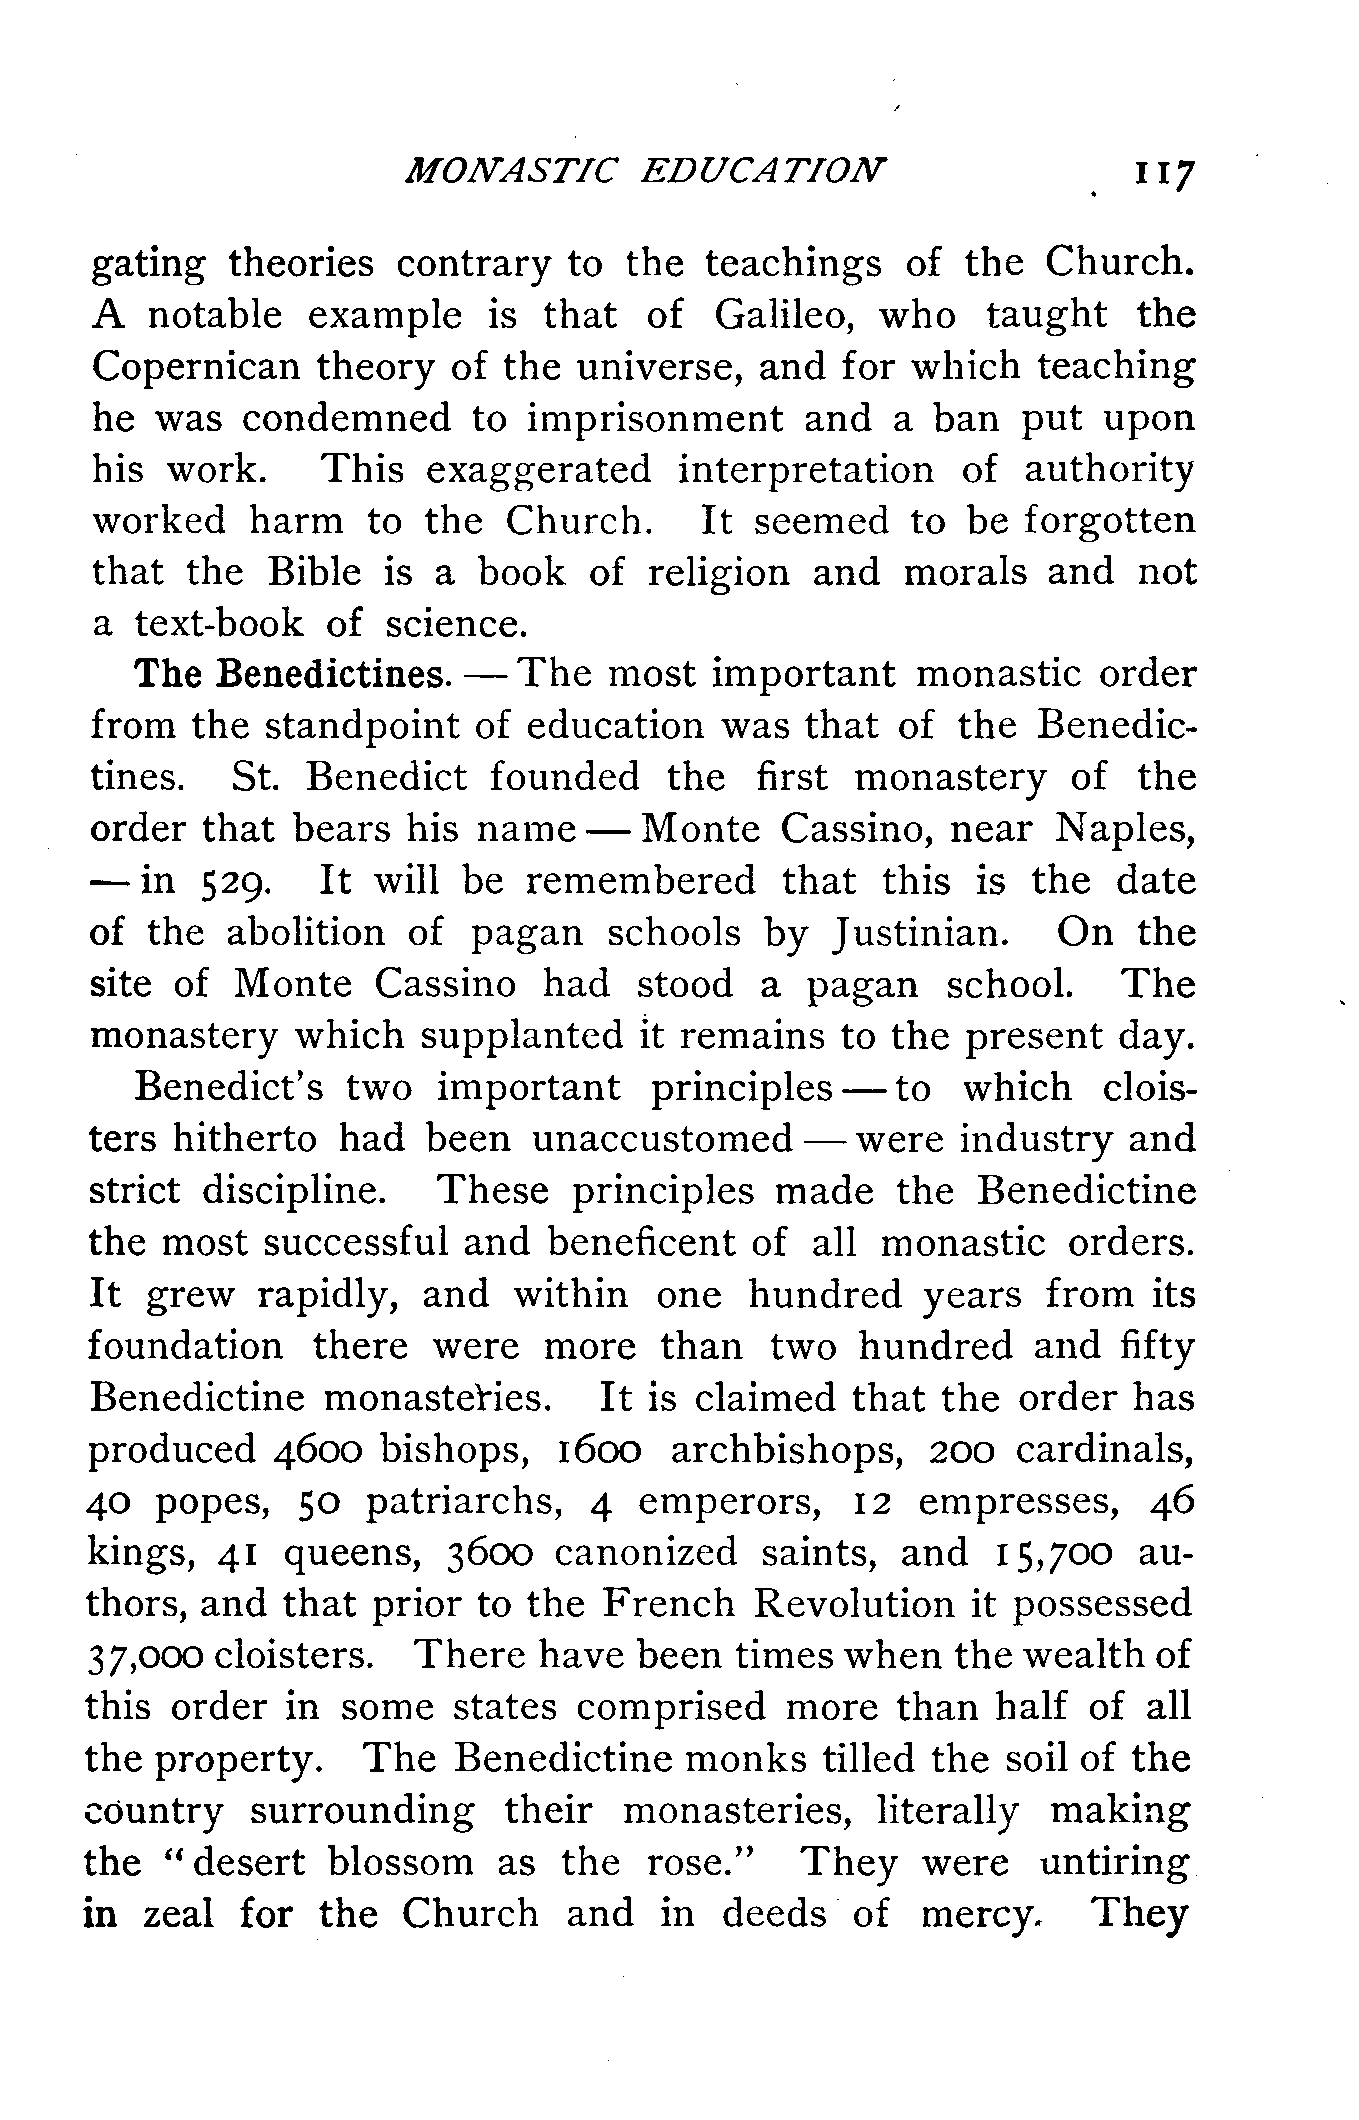 MONASTIC EDUCATION 117
gating theories contrary to the teachings of the Church.
A notable example is that of Galileo, who taught the
Copernican theory of the universe, and for which teaching
he was condemned to imprisonment and a ban put upon
his work. This exaggerated interpretation of authority
worked harm to the Church. It seemed to be forgotten
that the Bible is a book of religion and morals and not
a text-book of science.
The Benedictines. — The most important monastic order
from the standpoint of education was that of the Benedic-
tines. St. Benedict founded the first monastery of the
order that bears his name — Monte Cassino, near Naples,
— in 529. It will be remembered that this is the date
of the abolition of pagan schools by Justinian. On the
site of Monte Cassino had stood a pagan school. The
monastery which supplanted it remains to the present day.
Benedict's two important principles — to which clois-
ters hitherto had been unaccustomed — were industry and
strict discipline. These principles made the Benedictine
the most successful and beneficent of all monastic orders.
It grew rapidly, and within one hundred years from its
foundation there were more than two hundred and fifty
Benedictine monasteries. It is claimed that the order has
produced 4600 bishops, 1600 archbishops, 200 cardinals,
40 popes, 50 patriarchs, 4 emperors, 12 empresses, 46
kings, 41 queens, 3600 canonized saints, and 15,700 au-
thors, and that prior to the French Revolution it possessed
37,000 cloisters. There have been times when the wealth of
this order in some states comprised more than half of all
the property. The Benedictine monks tilled the soil of the
country surrounding their monasteries, literally making
the "desert blossom as the rose." They were untiring
in zeal for the Church and in deeds of mercy. They